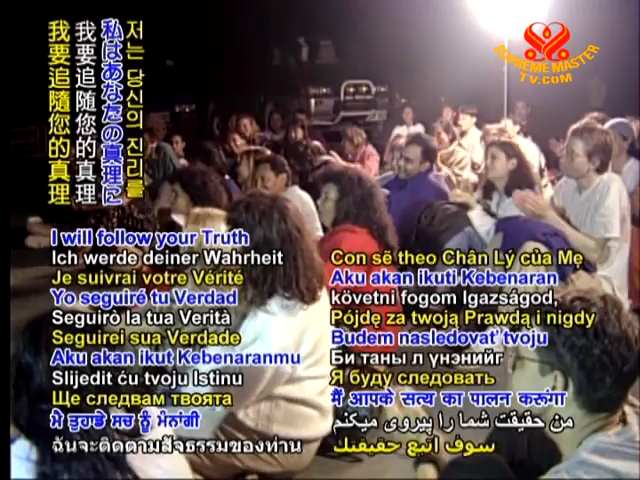 我要追隨您的真理
我要追随您的真理
私はあなたの真理に
저는 당신의 진리를
SUPREME MASTER
TV.COM
I will follow your Truth
Ich werde deiner Wahrheit
Je suivrai votre Vérité
Yo seguiré tu Verdad
Seguirò la tua Verità
Seguirei sua Verdade
Aku akan ikut Kebenaranmu
Slijedit ću tvoju Istinu
Ще следвам твоята
ਮੈ ਤੁਹਾਡੇ ਸਚ ਨੂੰ ਮੰਨਾਂਗੀ
ฉันจะติดตามสัจธรรมของท่าน
Con sẽ theo Chân Lý của Mẹ
Aku akan ikuti Kebenaran
követni fogom Igazságod,
Pójdę za twoją Prawdą i nigdy
Budem nasledovať tvoju
Би таны л үнэнийг
Я буду следовать
मैं आपके सत्य का पालन करूंगा
من حقیقت شما را پیروی میکنم
سوف اتبع حقيقتك